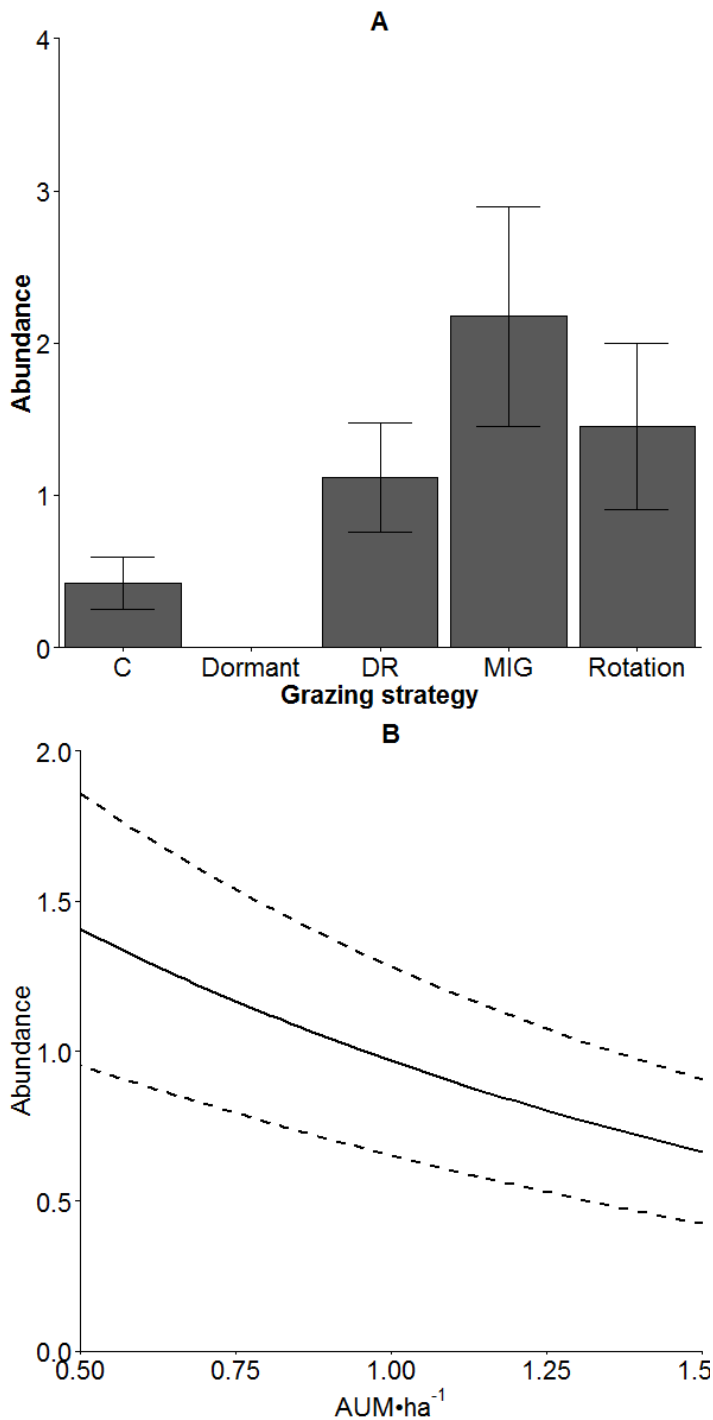 A
4
3
2
1
0
Abundance
C Dormant DR MIG Rotation
Grazing strategy
B
2.0
1.5
1.0
0.5
0.0
Abundance
0.50 0.75 1.00 1.25 1.5
AUM•ha⁻¹